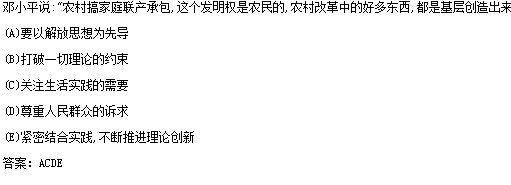 邓小平说:“农村搞家庭联产承包,这个发明权是农民的,农村改革中的好多东西,都是基层创造出来
(A)要以解放思想为先导
(B)打破一切理论的约束
(C)关注生活实践的需要
(D)尊重人民群众的诉求
(E)紧密结合实践,不断推进理论创新
答案: ACDE